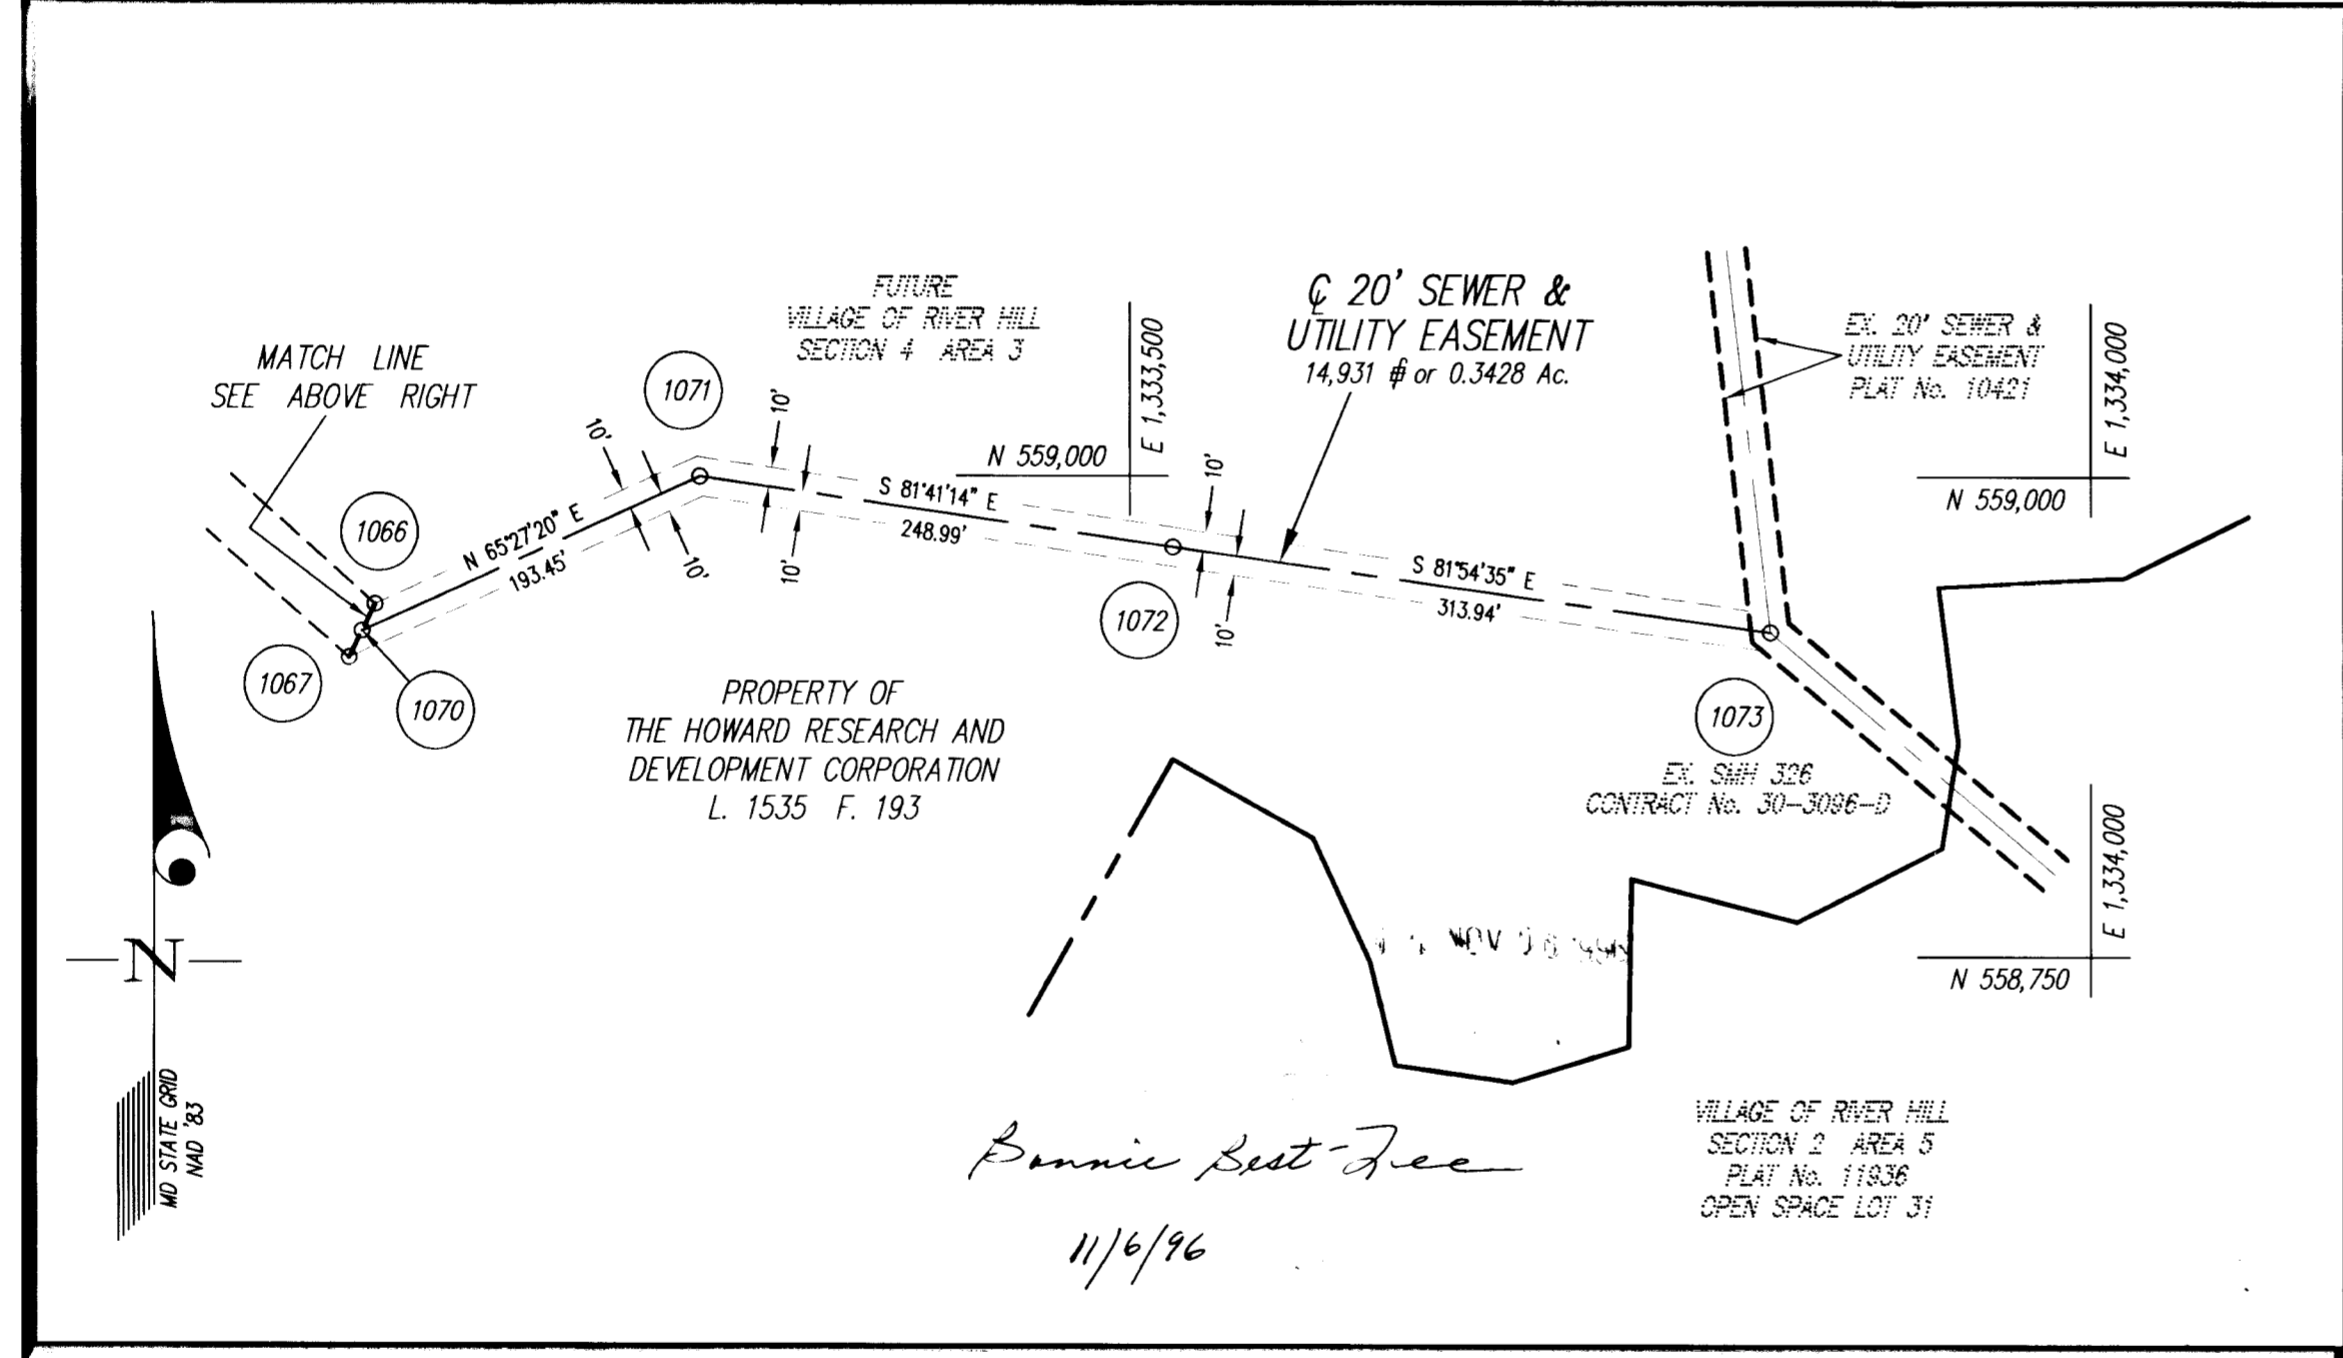 FUTURE
VILLAGE OF RIVER HILL
SECTION 4 AREA 3
MATCH LINE
SEE ABOVE RIGHT
1071
10'
10'
10'
10'
N 65°27'20" E
193.45'
1066
1067
1070
S 81°41'14" E
248.99'
N 559,000
E 1,333,500
℄ 20' SEWER &
UTILITY EASEMENT
14,931 ⏍ or 0.3428 Ac.
10'
10'
1072
S 81°54'35" E
313.94'
EX. 20' SEWER &
UTILITY EASEMENT
PLAT No. 10421
E 1,334,000
N 559,000
1073
EX. SMH 326
CONTRACT No. 30-3096-D
PROPERTY OF
THE HOWARD RESEARCH AND
DEVELOPMENT CORPORATION
L. 1535 F. 193
E 1,334,000
N 558,750
NOV
N
MD STATE GRID
NAD '83
Bonnie Best-Lee
11/6/96
VILLAGE OF RIVER HILL
SECTION 2 AREA 5
PLAT No. 11936
OPEN SPACE LOT 31